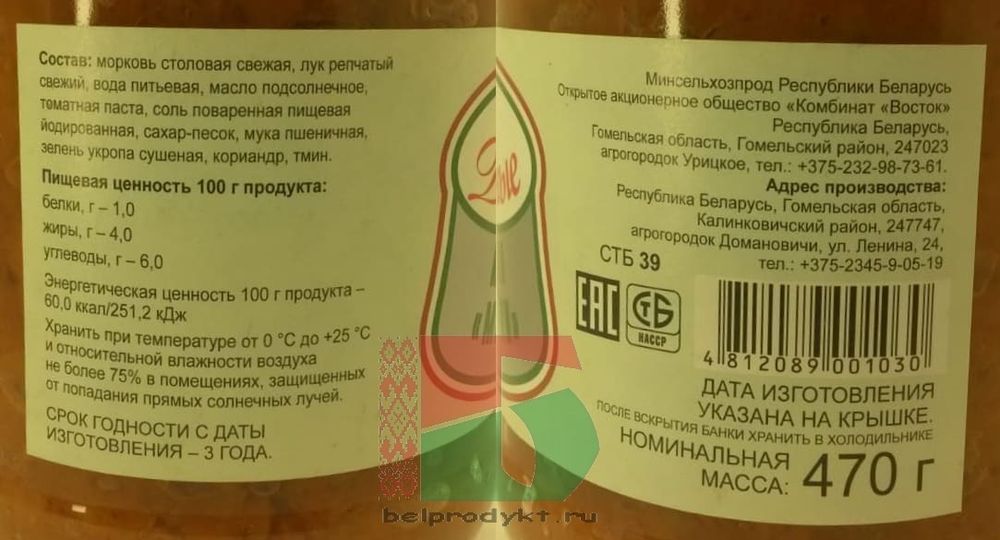 Состав: морковь столовая свежая, лук репчатый
свежий, вода питьевая, масло подсолнечное,
томатная паста, соль поваренная пищевая
йодированная, сахар-песок, мука пшеничная,
зелень укропа сушеная, кориандр, тмин.
Пищевая ценность 100 г продукта:
белки, г – 1,0
жиры, г – 4,0
углеводы, г – 6,0
Энергетическая ценность 100 г продукта –
60,0 ккал/251,2 кДж
Хранить при температуре от 0 °С до +25 °С
и относительной влажности воздуха
не более 75% в помещениях, защищенных
от попадания прямых солнечных лучей.
СРОК ГОДНОСТИ С ДАТЫ
ИЗГОТОВЛЕНИЯ – 3 ГОДА.
Минсельхозпрод Республики Беларусь
Открытое акционерное общество «Комбинат «Восток»
Республика Беларусь,
Гомельская область, Гомельский район, 247023
агрогородок Урицкое, тел.: +375-232-98-73-61.
Адрес производства:
Республика Беларусь, Гомельская область,
Калинковичский район, 247747,
агрогородок Домановичи, ул. Ленина, 24,
тел.: +375-2345-9-05-19
СТБ 39
ЕАС
СТБ
НАССР
4 812089 001030
ДАТА ИЗГОТОВЛЕНИЯ
УКАЗАНА НА КРЫШКЕ.
ПОСЛЕ ВСКРЫТИЯ БАНКИ ХРАНИТЬ В ХОЛОДИЛЬНИКЕ
НОМИНАЛЬНАЯ
МАССА: 470 г
belprodykt.ru